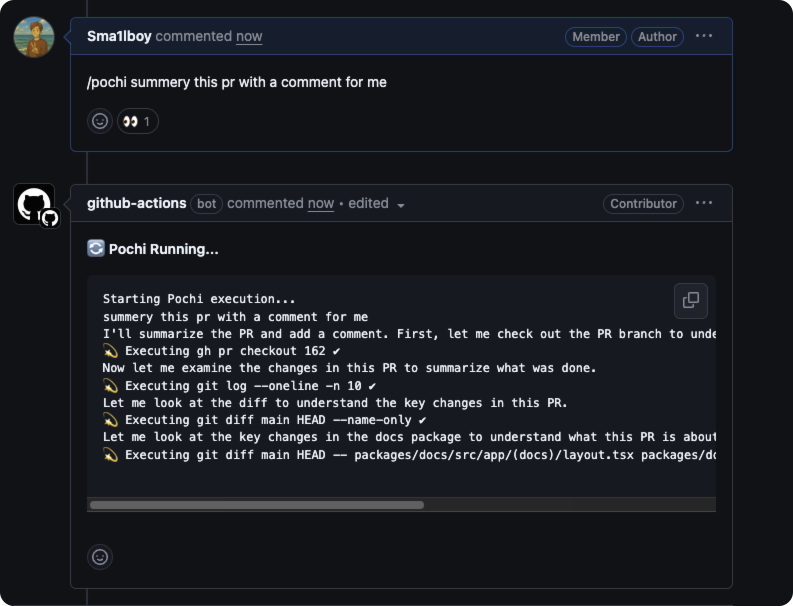 Sma1lboy commented now Member Author ...
/pochi summery this pr with a comment for me
👀 1
github-actions bot commented now • edited Contributor ...
🔄 Pochi Running...
Starting Pochi execution...
summery this pr with a comment for me
I'll summarize the PR and add a comment. First, let me check out the PR branch to unde
💫 Executing gh pr checkout 162 ✔
Now let me examine the changes in this PR to summarize what was done.
💫 Executing git log --oneline -n 10 ✔
Let me look at the diff to understand the key changes in this PR.
💫 Executing git diff main HEAD --name-only ✔
Let me look at the key changes in the docs package to understand what this PR is about
💫 Executing git diff main HEAD -- packages/docs/src/app/(docs)/layout.tsx packages/do